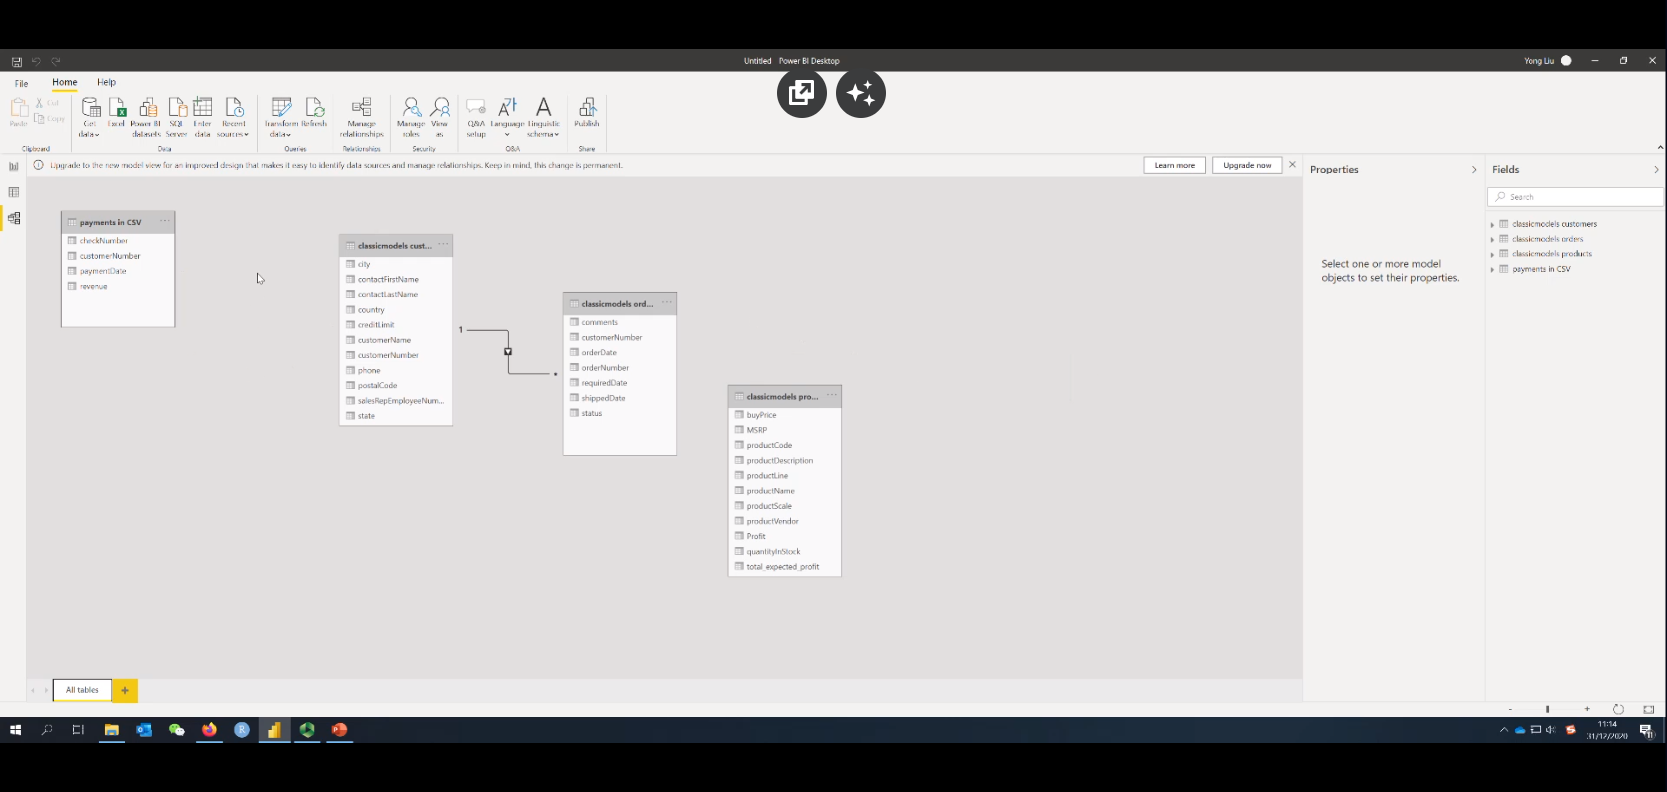 Untitled Power BI Desktop
Yong Liu
File
Home
Help
Paste
Cut
Copy
Clipboard
Get data
Excel
Power BI datasets
SQL Server
Enter data
Recent sources
Data
Transform data
Refresh
Queries
Manage relationships
Relationships
Manage roles
View as
Security
Q&A setup
Language
Linguistic schema
Q&A
Publish
Share
Upgrade to the new model view for an improved design that makes it easy to identify data sources and manage relationships. Keep in mind, this change is permanent.
Learn more
Upgrade now
payments in CSV
checkNumber
customerNumber
paymentDate
revenue
classicmodels cust...
city
contactFirstName
contactLastName
country
creditLimit
customerName
customerNumber
phone
postalCode
salesRepEmployeeNum...
state
1
*
classicmodels ord...
comments
customerNumber
orderDate
orderNumber
requiredDate
shippedDate
status
classicmodels pro...
buyPrice
MSRP
productCode
productDescription
productLine
productName
productScale
productVendor
Profit
quantityInStock
total_expected_profit
Properties
Select one or more model
objects to set their properties.
Fields
Search
classicmodels customers
classicmodels orders
classicmodels products
payments in CSV
All tables
11:14
31/12/2020